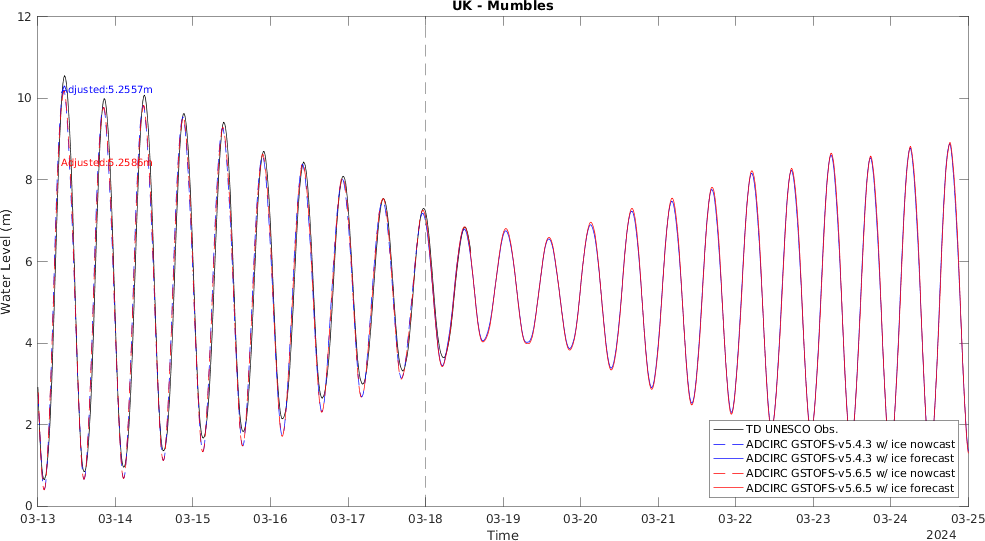 UK - Mumbles
Water Level (m)
12
10
8
6
4
2
0
Adjusted:5.2557m
Adjusted:5.2586m
TD UNESCO Obs.
ADCIRC GSTOFS-v5.4.3 w/ ice nowcast
ADCIRC GSTOFS-v5.4.3 w/ ice forecast
ADCIRC GSTOFS-v5.6.5 w/ ice nowcast
ADCIRC GSTOFS-v5.6.5 w/ ice forecast
03-13 03-14 03-15 03-16 03-17 03-18 03-19 03-20 03-21 03-22 03-23 03-24 03-25
Time
2024